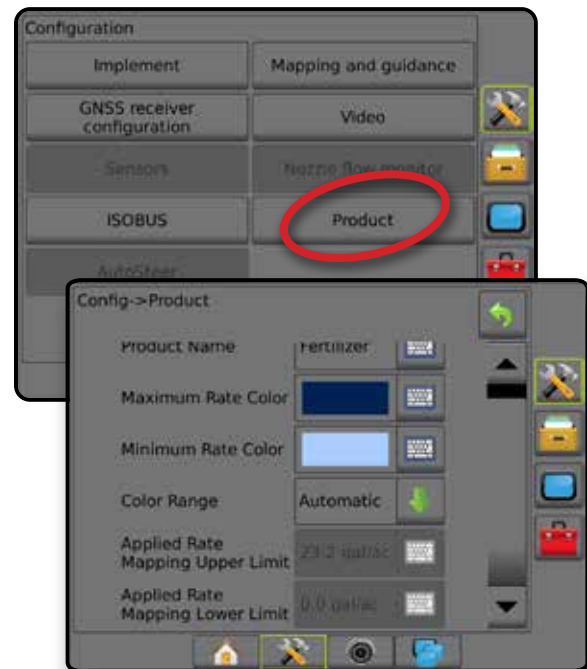 Configuration
Implement
Mapping and guidance
GNSS receiver
configuration
Video
Sensors
Nozzle flow monitor
ISOBUS
Product
AutoSteer
Config->Product
Product Name
Fertilizer
Maximum Rate Color
Minimum Rate Color
Color Range
Automatic
Applied Rate
Mapping Upper Limit
23.2 gal/ac
Applied Rate
Mapping Lower Limit
0.0 gal/ac